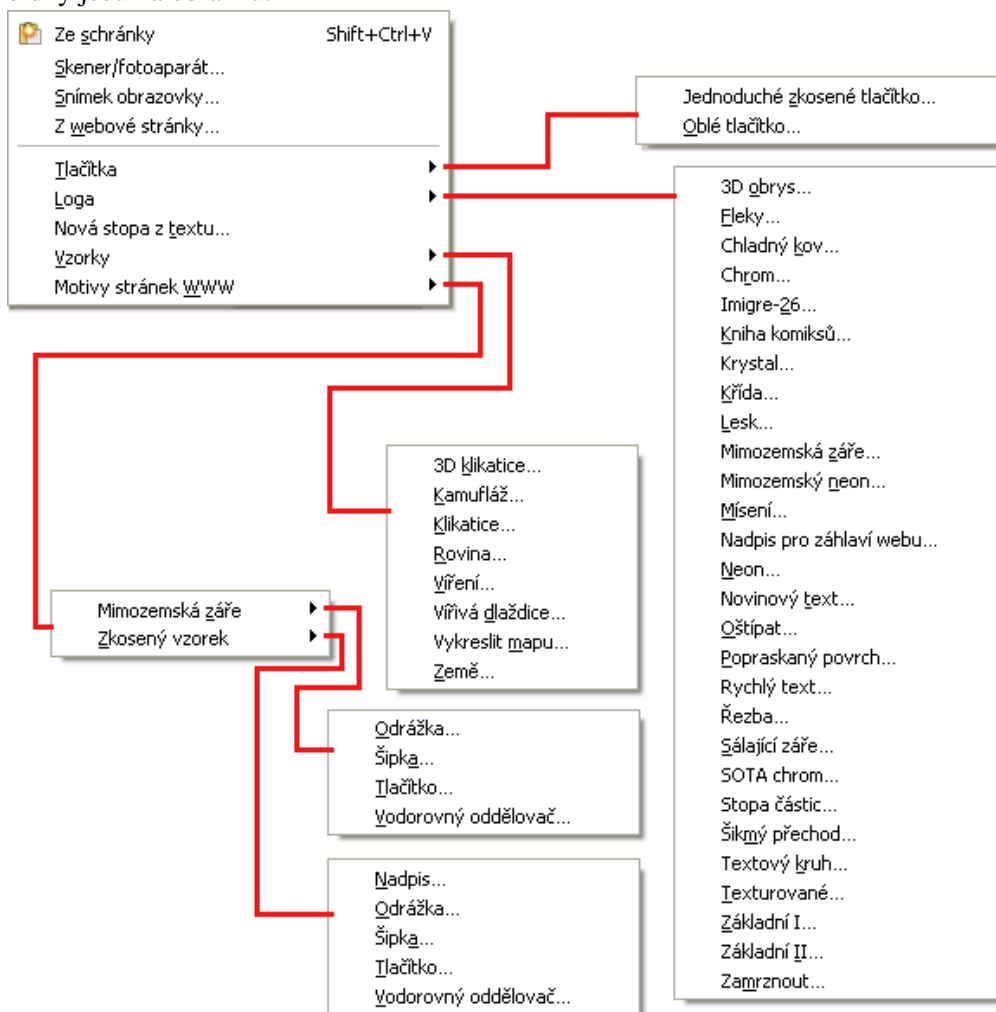 Ze schránky Shift+Ctrl+V
Skener/fotoaparát...
Snímek obrazovky...
Z webové stránky...
Tlačítka
Loga
Nová stopa z textu...
Vzorky
Motivy stránek WWW
Jednoduché zkosené tlačítko...
Oblé tlačítko...
3D obrys...
Fleky...
Chladný kov...
Chrom...
Imigre-26...
Kniha komiksů...
Krystal...
Křída...
Lesk...
Mimozemská záře...
Mimozemský neon...
Mísení...
Nadpis pro záhlaví webu...
Neon...
Novinový text...
Oštípat...
Popraskaný povrch...
Rychlý text...
Řezba...
Sálající záře...
SOTA chrom...
Stopa částic...
Šikmý přechod...
Textový kruh...
Texturované...
Základní I...
Základní II...
Zamrznout...
3D klikatice...
Kamufláž...
Klikatice...
Rovina...
Víření...
Vířivá dlaždice...
Vykreslit mapu...
Země...
Mimozemská záře
Zkosený vzorek
Odrážka...
Šipka...
Tlačítko...
Vodorovný oddělovač...
Nadpis...
Odrážka...
Šipka...
Tlačítko...
Vodorovný oddělovač...